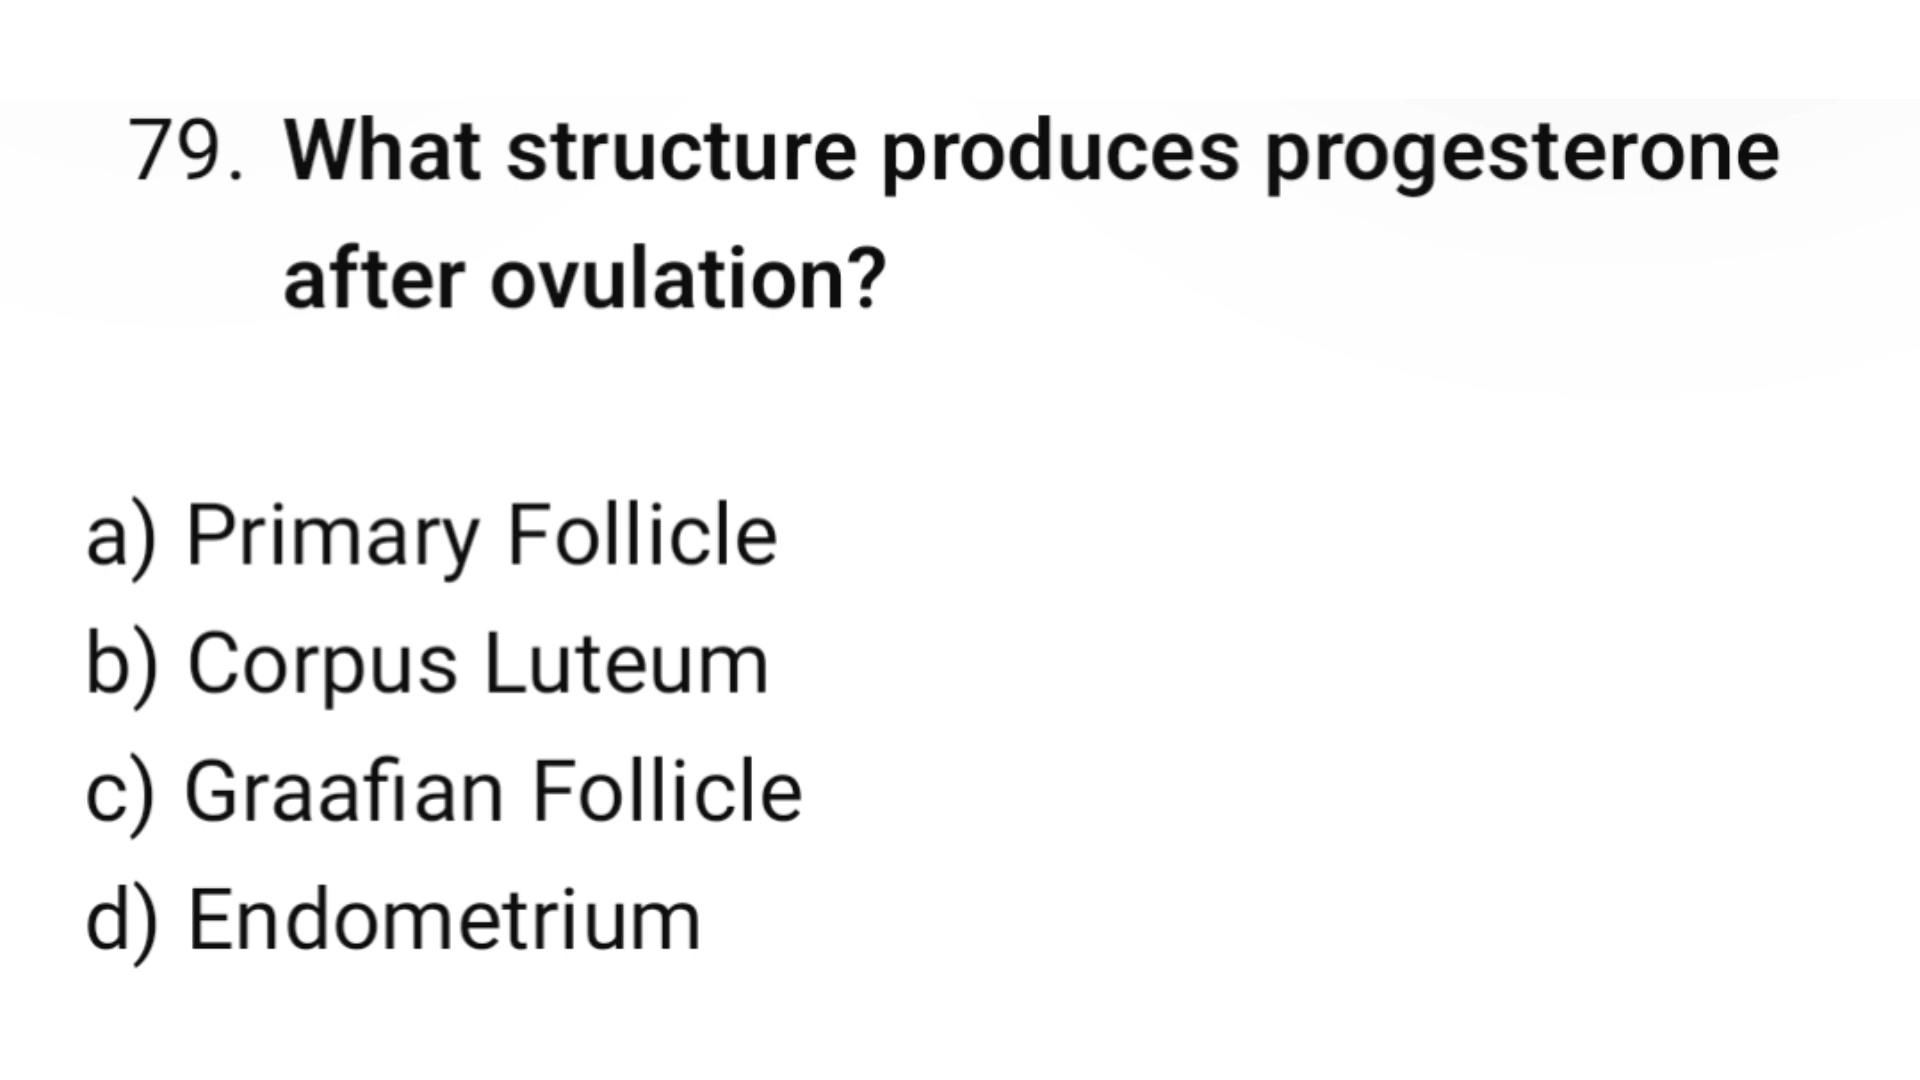 79. What structure produces progesterone
after ovulation?
a) Primary Follicle
b) Corpus Luteum
c) Graafian Follicle
d) Endometrium